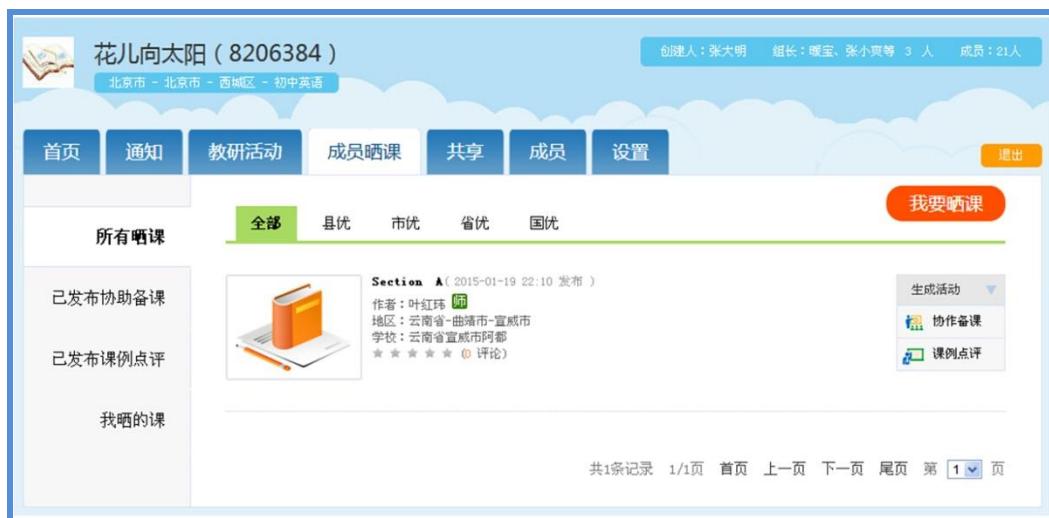 花儿向太阳（8206384）
创建人：张大明 组长：暖宝、张小爽等 3 人 成员：21人
北京市 - 北京市 - 西城区 - 初中英语
首页 通知 教研活动 成员晒课 共享 成员 设置
退出
我要晒课
所有晒课
已发布协助备课
已发布课例点评
我晒的课
全部 县优 市优 省优 国优
Section A( 2015-01-19 22:10 发布 )
作者：叶红玮 师
地区：云南省-曲靖市-宣威市
学校：云南省宣威市阿都
(0 评论)
生成活动
协作备课
课例点评
共1条记录 1/1页 首页 上一页 下一页 尾页 第 1 页